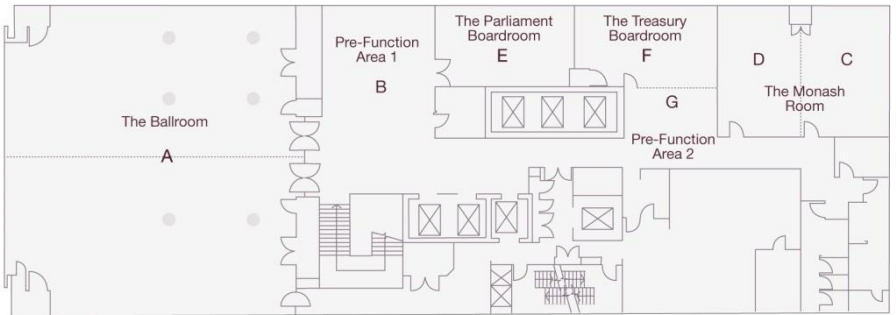 The Ballroom
A
Pre-Function
Area 1
B
The Parliament
Boardroom
E
The Treasury
Boardroom
F
G
Pre-Function
Area 2
D
C
The Monash
Room